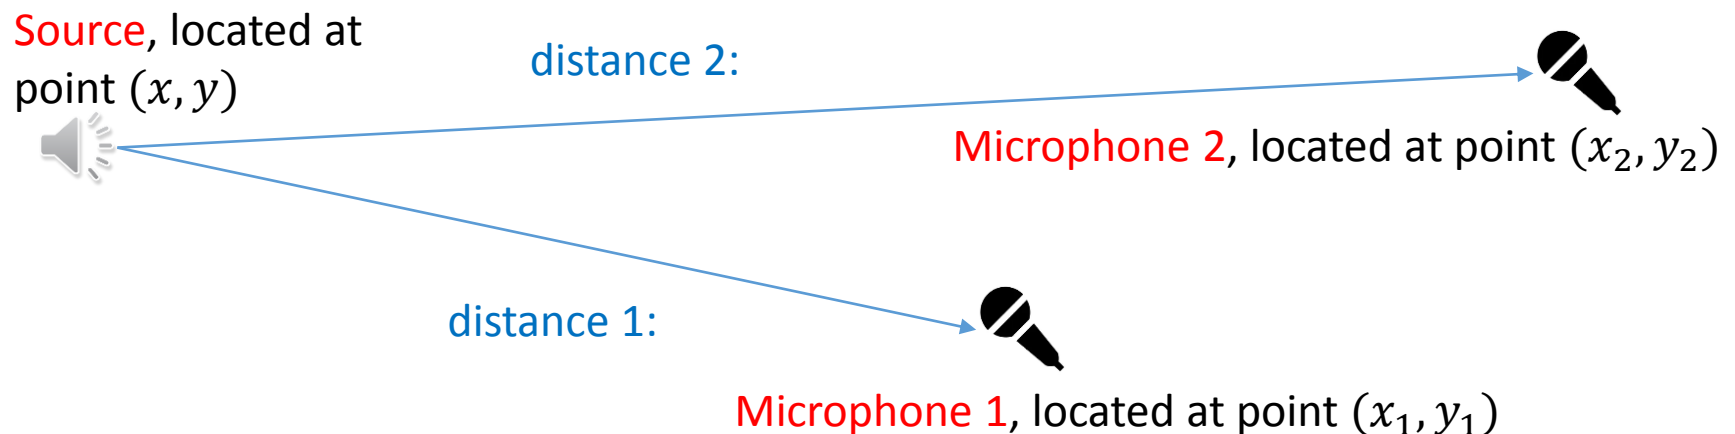 Source, located at
point (x, y)
distance 2:
Microphone 2, located at point (x₂, y₂)
distance 1:
Microphone 1, located at point (x₁, y₁)